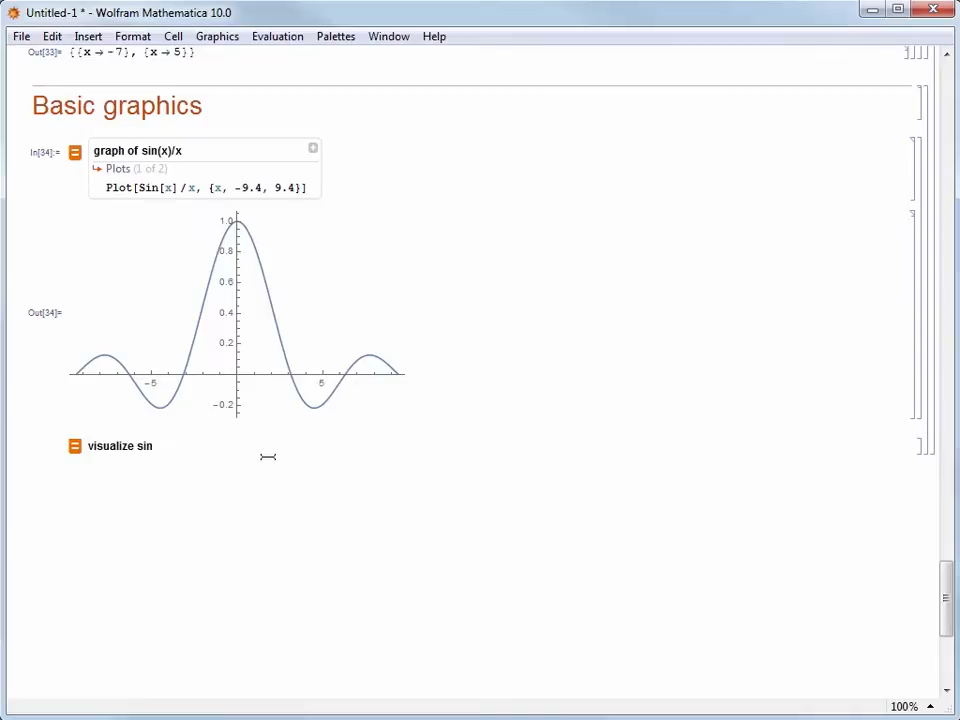 Untitled-1 * - Wolfram Mathematica 10.0
File Edit Insert Format Cell Graphics Evaluation Palettes Window Help
Out[33]= {{x → -7}, {x → 5}}
Basic graphics
In[34]:= graph of sin(x)/x
Plots (1 of 2)
Plot[Sin[x]/x, {x, -9.4, 9.4}]
1.0
0.8
0.6
Out[34]= 0.4
0.2
-5 5
-0.2
visualize sin
100%